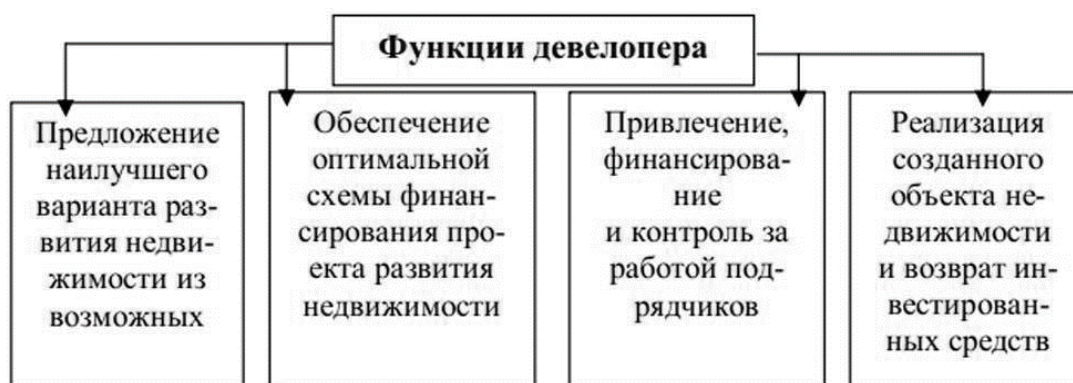 Функции девелопера
Предложение
наилучшего
варианта раз-
вития недви-
жимости из
возможных
Обеспечение
оптимальной
схемы финан-
сирования про-
екта развития
недвижимости
Привлечение,
финансирова-
ние
и контроль за
работой под-
рядчиков
Реализация
созданного
объекта не-
движимости
и возврат ин-
вестирован-
ных средств